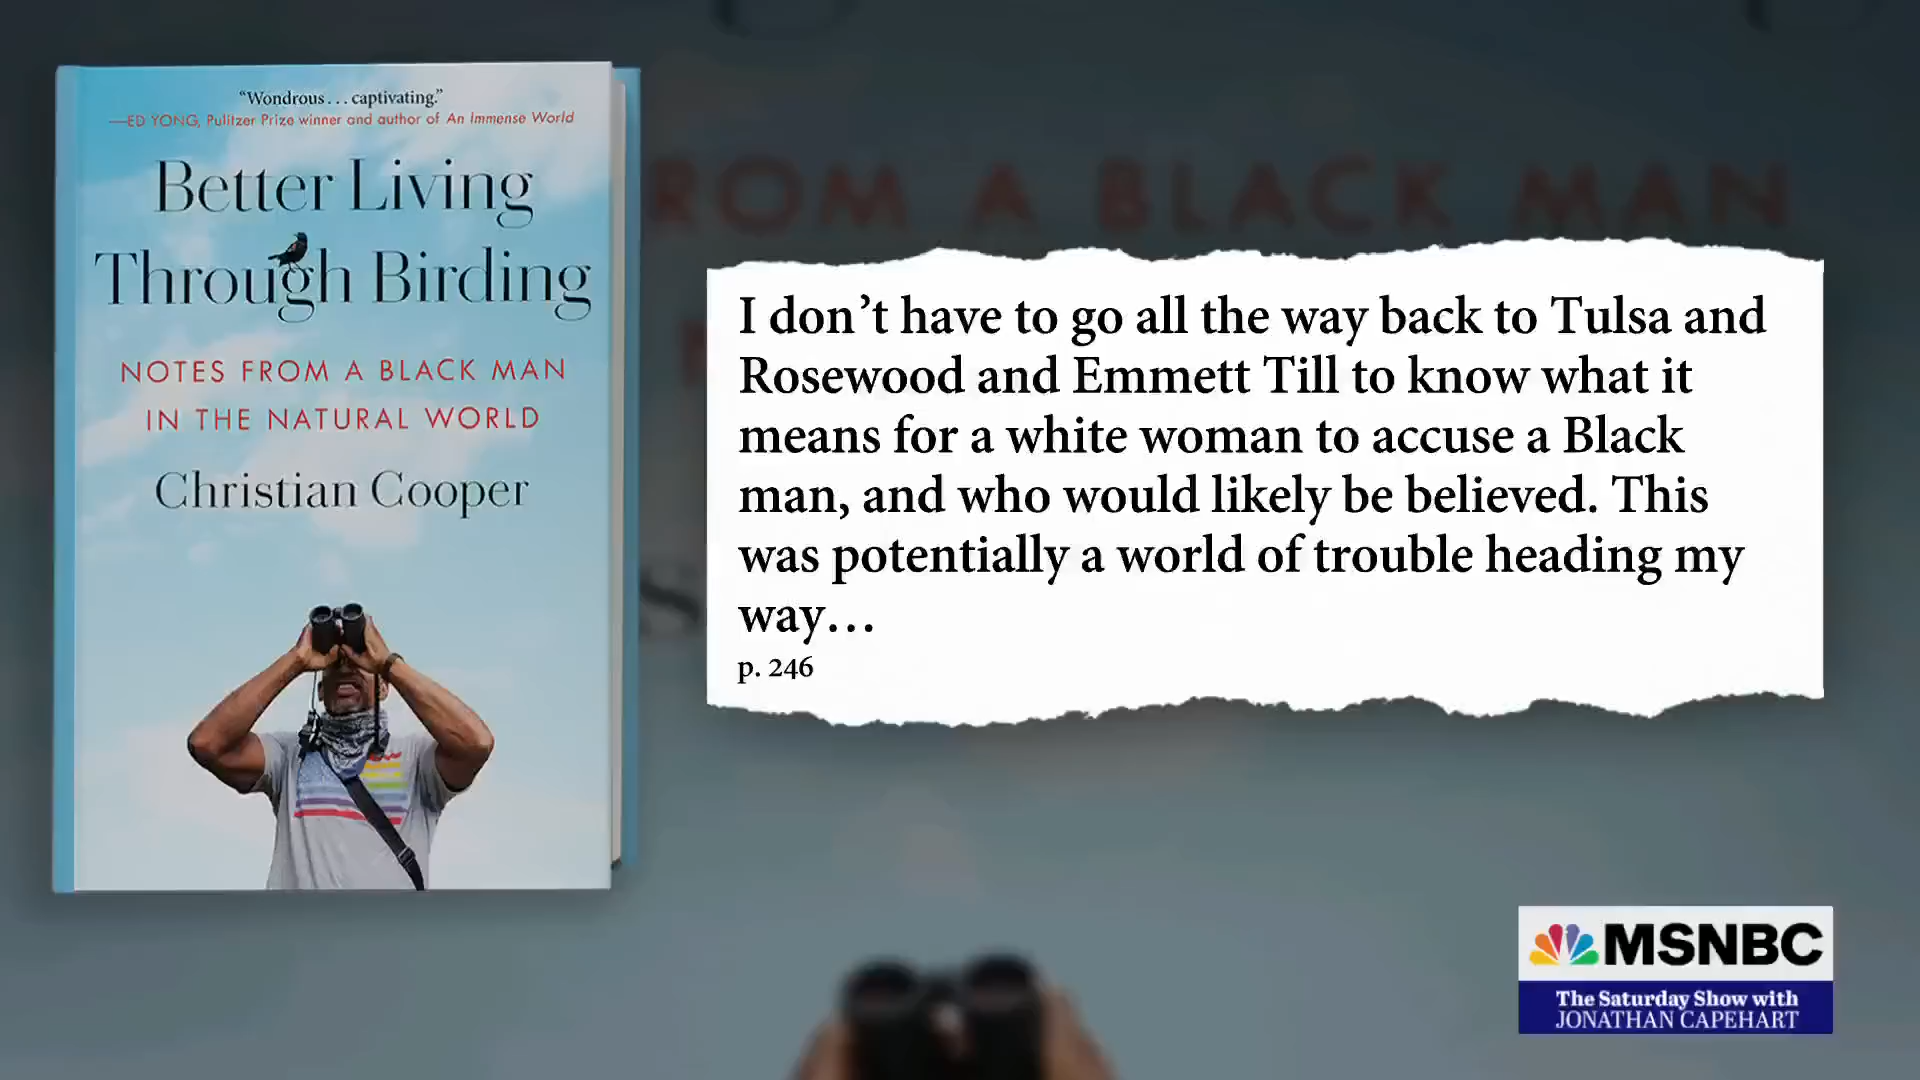 “Wondrous... captivating.”
—ED YONG, Pulitzer Prize winner and author of An Immense World
Better Living
Through Birding
NOTES FROM A BLACK MAN
IN THE NATURAL WORLD
Christian Cooper
ROM A BLACK MAN
I don’t have to go all the way back to Tulsa and
Rosewood and Emmett Till to know what it
means for a white woman to accuse a Black
man, and who would likely be believed. This
was potentially a world of trouble heading my
way…
p. 246
MSNBC
The Saturday Show with
JONATHAN CAPEHART